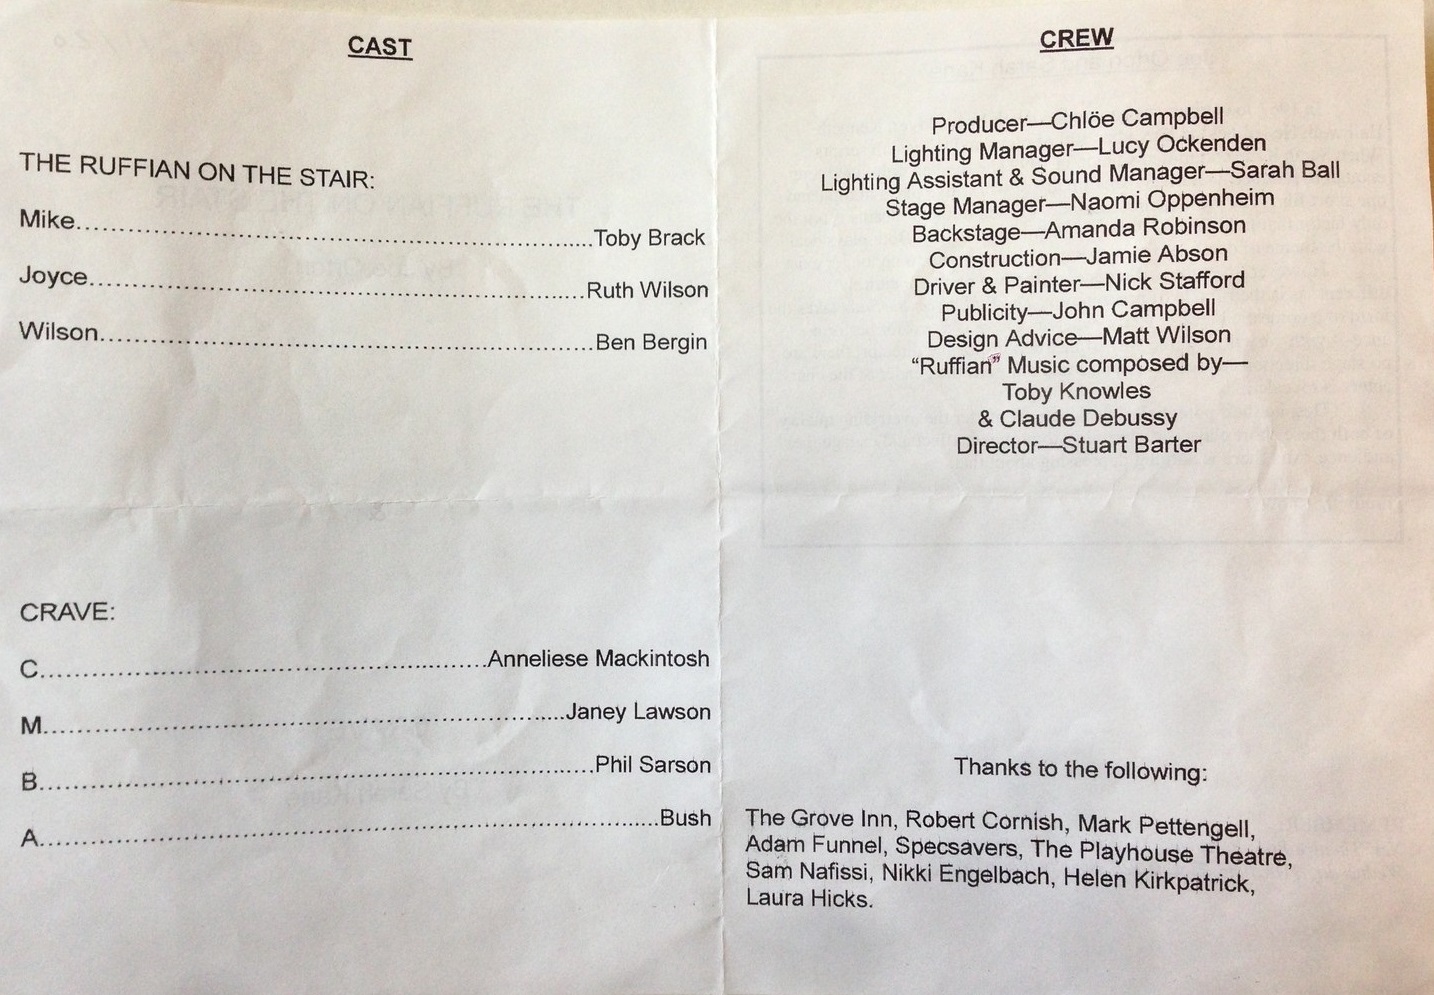 CAST
THE RUFFIAN ON THE STAIR:
Mike..........Toby Brack
Joyce..........Ruth Wilson
Wilson..........Ben Bergin
CRAVE:
C..........Anneliese Mackintosh
M..........Janey Lawson
B..........Phil Sarson
A..........Bush
CREW
Producer—Chlöe Campbell
Lighting Manager—Lucy Ockenden
Lighting Assistant & Sound Manager—Sarah Ball
Stage Manager—Naomi Oppenheim
Backstage—Amanda Robinson
Construction—Jamie Abson
Driver & Painter—Nick Stafford
Publicity—John Campbell
Design Advice—Matt Wilson
“Ruffian” Music composed by—
Toby Knowles
& Claude Debussy
Director—Stuart Barter
Thanks to the following:
The Grove Inn, Robert Cornish, Mark Pettengell,
Adam Funnel, Specsavers, The Playhouse Theatre,
Sam Nafissi, Nikki Engelbach, Helen Kirkpatrick,
Laura Hicks.